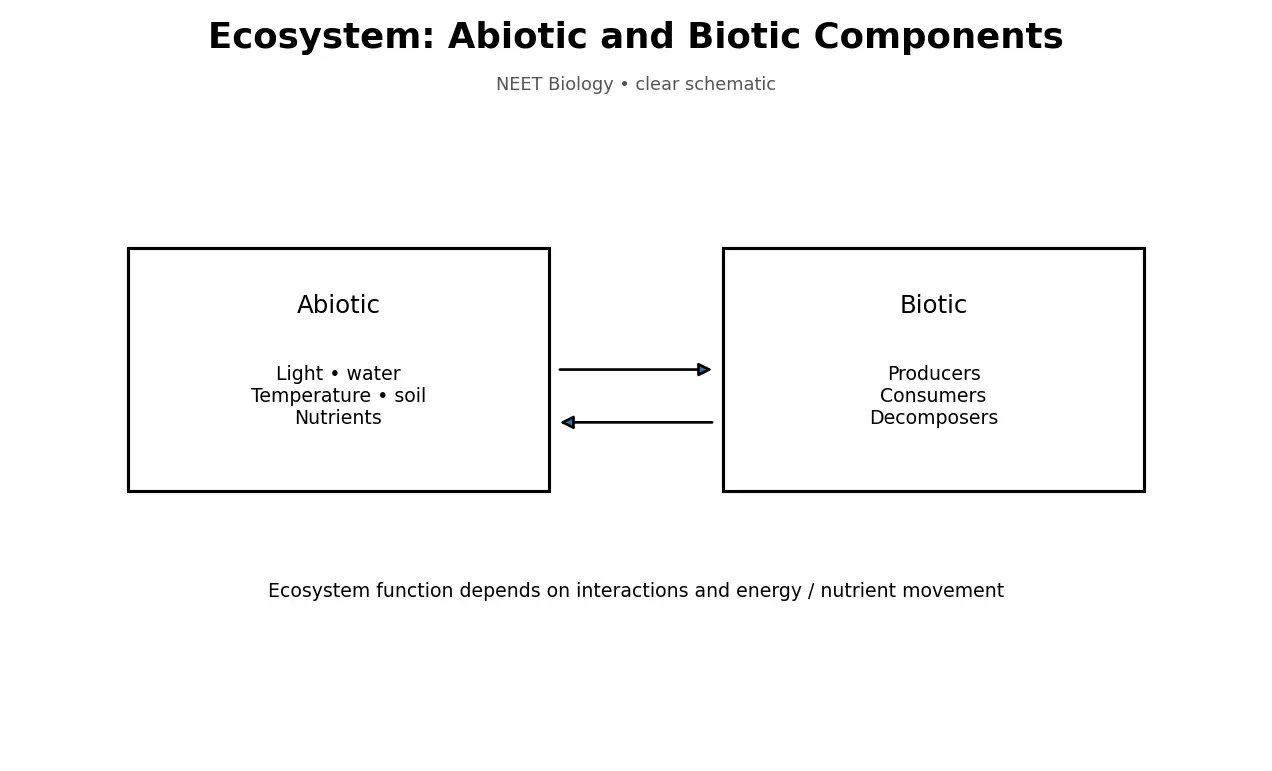 Ecosystem: Abiotic and Biotic Components
NEET Biology • clear schematic
Abiotic
Light • water
Temperature • soil
Nutrients
Biotic
Producers
Consumers
Decomposers
Ecosystem function depends on interactions and energy / nutrient movement